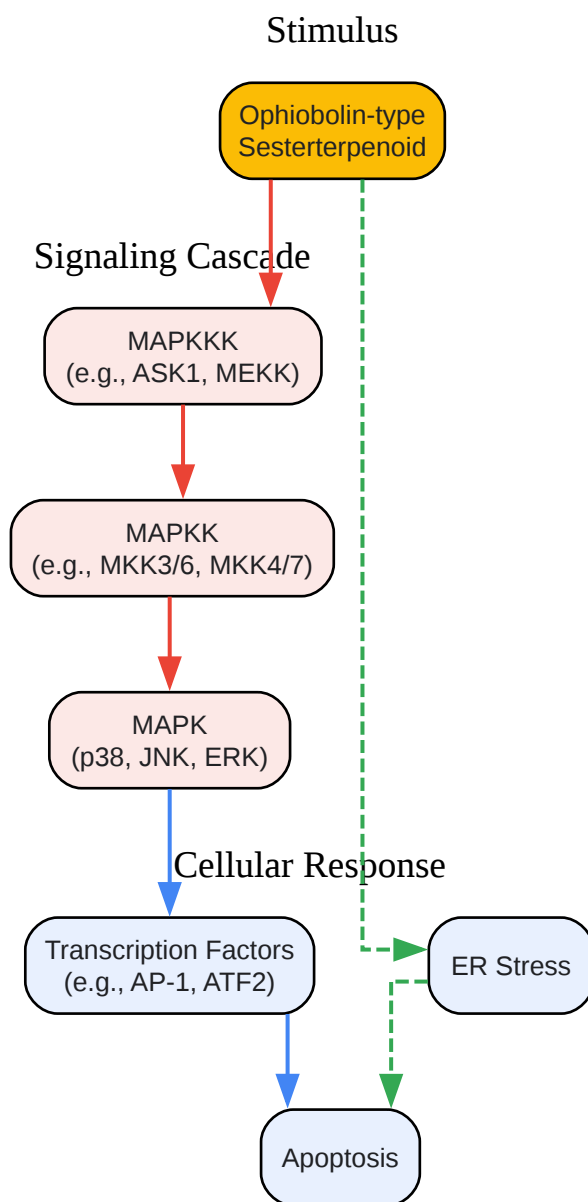 Stimulus
Ophiobolin-type
Sesterterpenoid
Signaling Cascade
MAPKKK
(e.g., ASK1, MEKK)
MAPKK
(e.g., MKK3/6, MKK4/7)
MAPK
(p38, JNK, ERK)
Cellular Response
Transcription Factors
(e.g., AP-1, ATF2)
ER Stress
Apoptosis